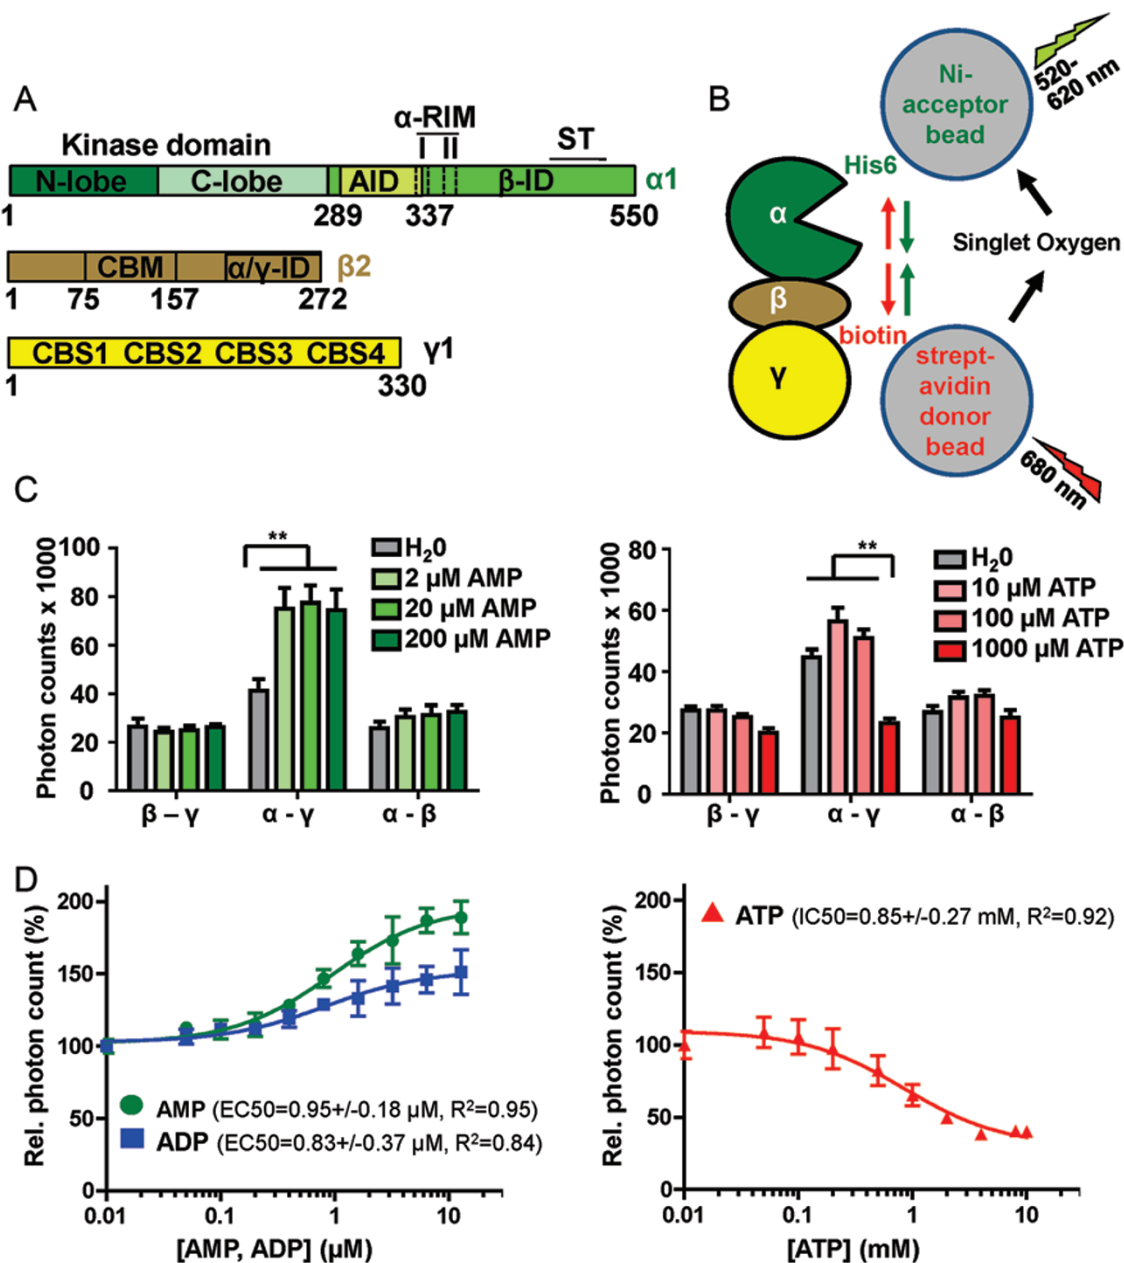 A
α-RIM
Kinase domain
I II
ST
N-lobe
C-lobe
AID
β-ID
α1
1
289
337
550
CBM
α/γ-ID
β2
1
75
157
272
CBS1 CBS2 CBS3 CBS4
γ1
1
330
B
520-
620 nm
Ni-
acceptor
bead
His6
α
β
γ
Singlet Oxygen
biotin
strept-
avidin
donor
bead
680 nm
C
Photon counts x 1000
100
80
60
40
20
0
**
H20
2 μM AMP
20 μM AMP
200 μM AMP
β – γ
α - γ
α - β
Photon counts x 1000
80
60
40
20
0
**
H20
10 μM ATP
100 μM ATP
1000 μM ATP
β - γ
α - γ
α - β
D
Rel. photon count (%)
200
150
100
50
0
AMP (EC50=0.95+/-0.18 μM, R²=0.95)
ADP (EC50=0.83+/-0.37 μM, R²=0.84)
0.01
0.1
1
10
[AMP, ADP] (μM)
Rel. photon count (%)
200
150
100
50
0
ATP (IC50=0.85+/-0.27 mM, R²=0.92)
0.01
0.1
1
10
[ATP] (mM)